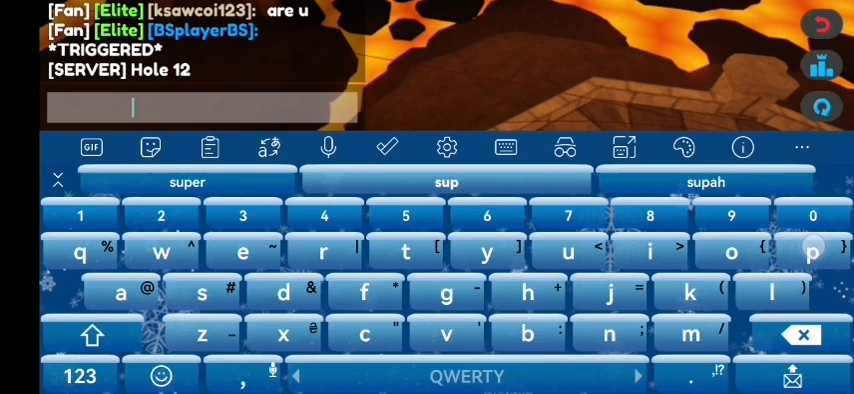 [Fan] [Elite] [ksawcoi123]: are u
[Fan] [Elite] [BSplayerBS]:
*TRIGGERED*
[SERVER] Hole 12
GIF
super sup supah
1 2 3 4 5 6 7 8 9 0
q % w ^ e ~ r | t [ y ] u < i > o { p }
a @ s # d & f * g - h + j = k ( l )
z _ x ₴ c " v ' b : n ; m /
123 , QWERTY . ,!?